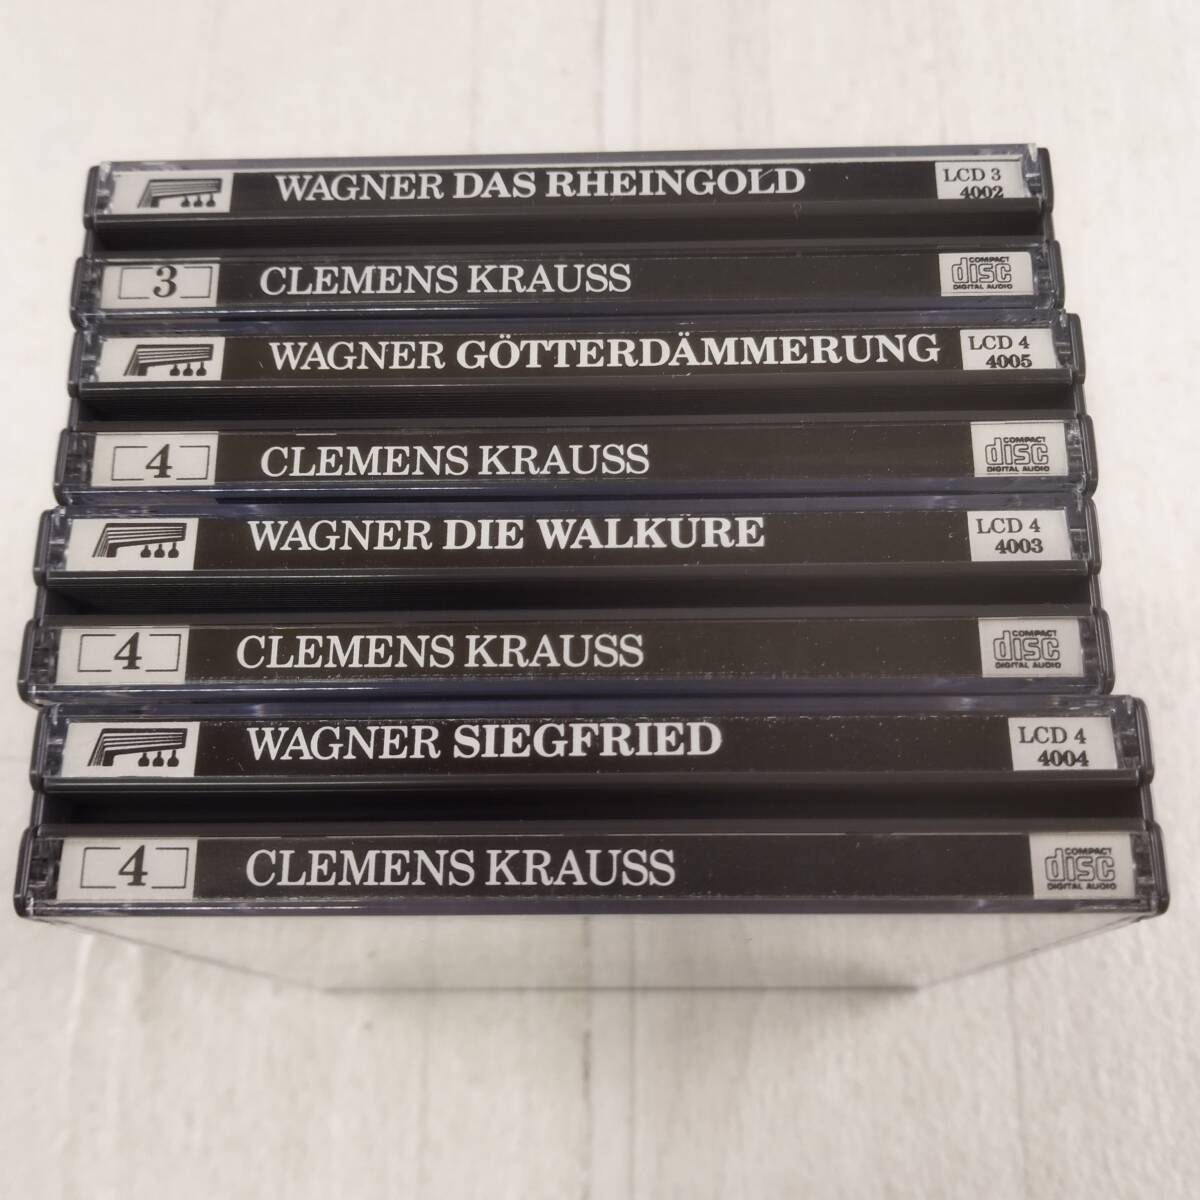 WAGNER DAS RHEINGOLD
LCD 3
4002
3
CLEMENS KRAUSS
COMPACT
disc
DIGITAL AUDIO
WAGNER GÖTTERDÄMMERUNG
LCD 4
4005
4
CLEMENS KRAUSS
COMPACT
disc
DIGITAL AUDIO
WAGNER DIE WALKÜRE
LCD 4
4003
4
CLEMENS KRAUSS
COMPACT
disc
DIGITAL AUDIO
WAGNER SIEGFRIED
LCD 4
4004
4
CLEMENS KRAUSS
COMPACT
disc
DIGITAL AUDIO